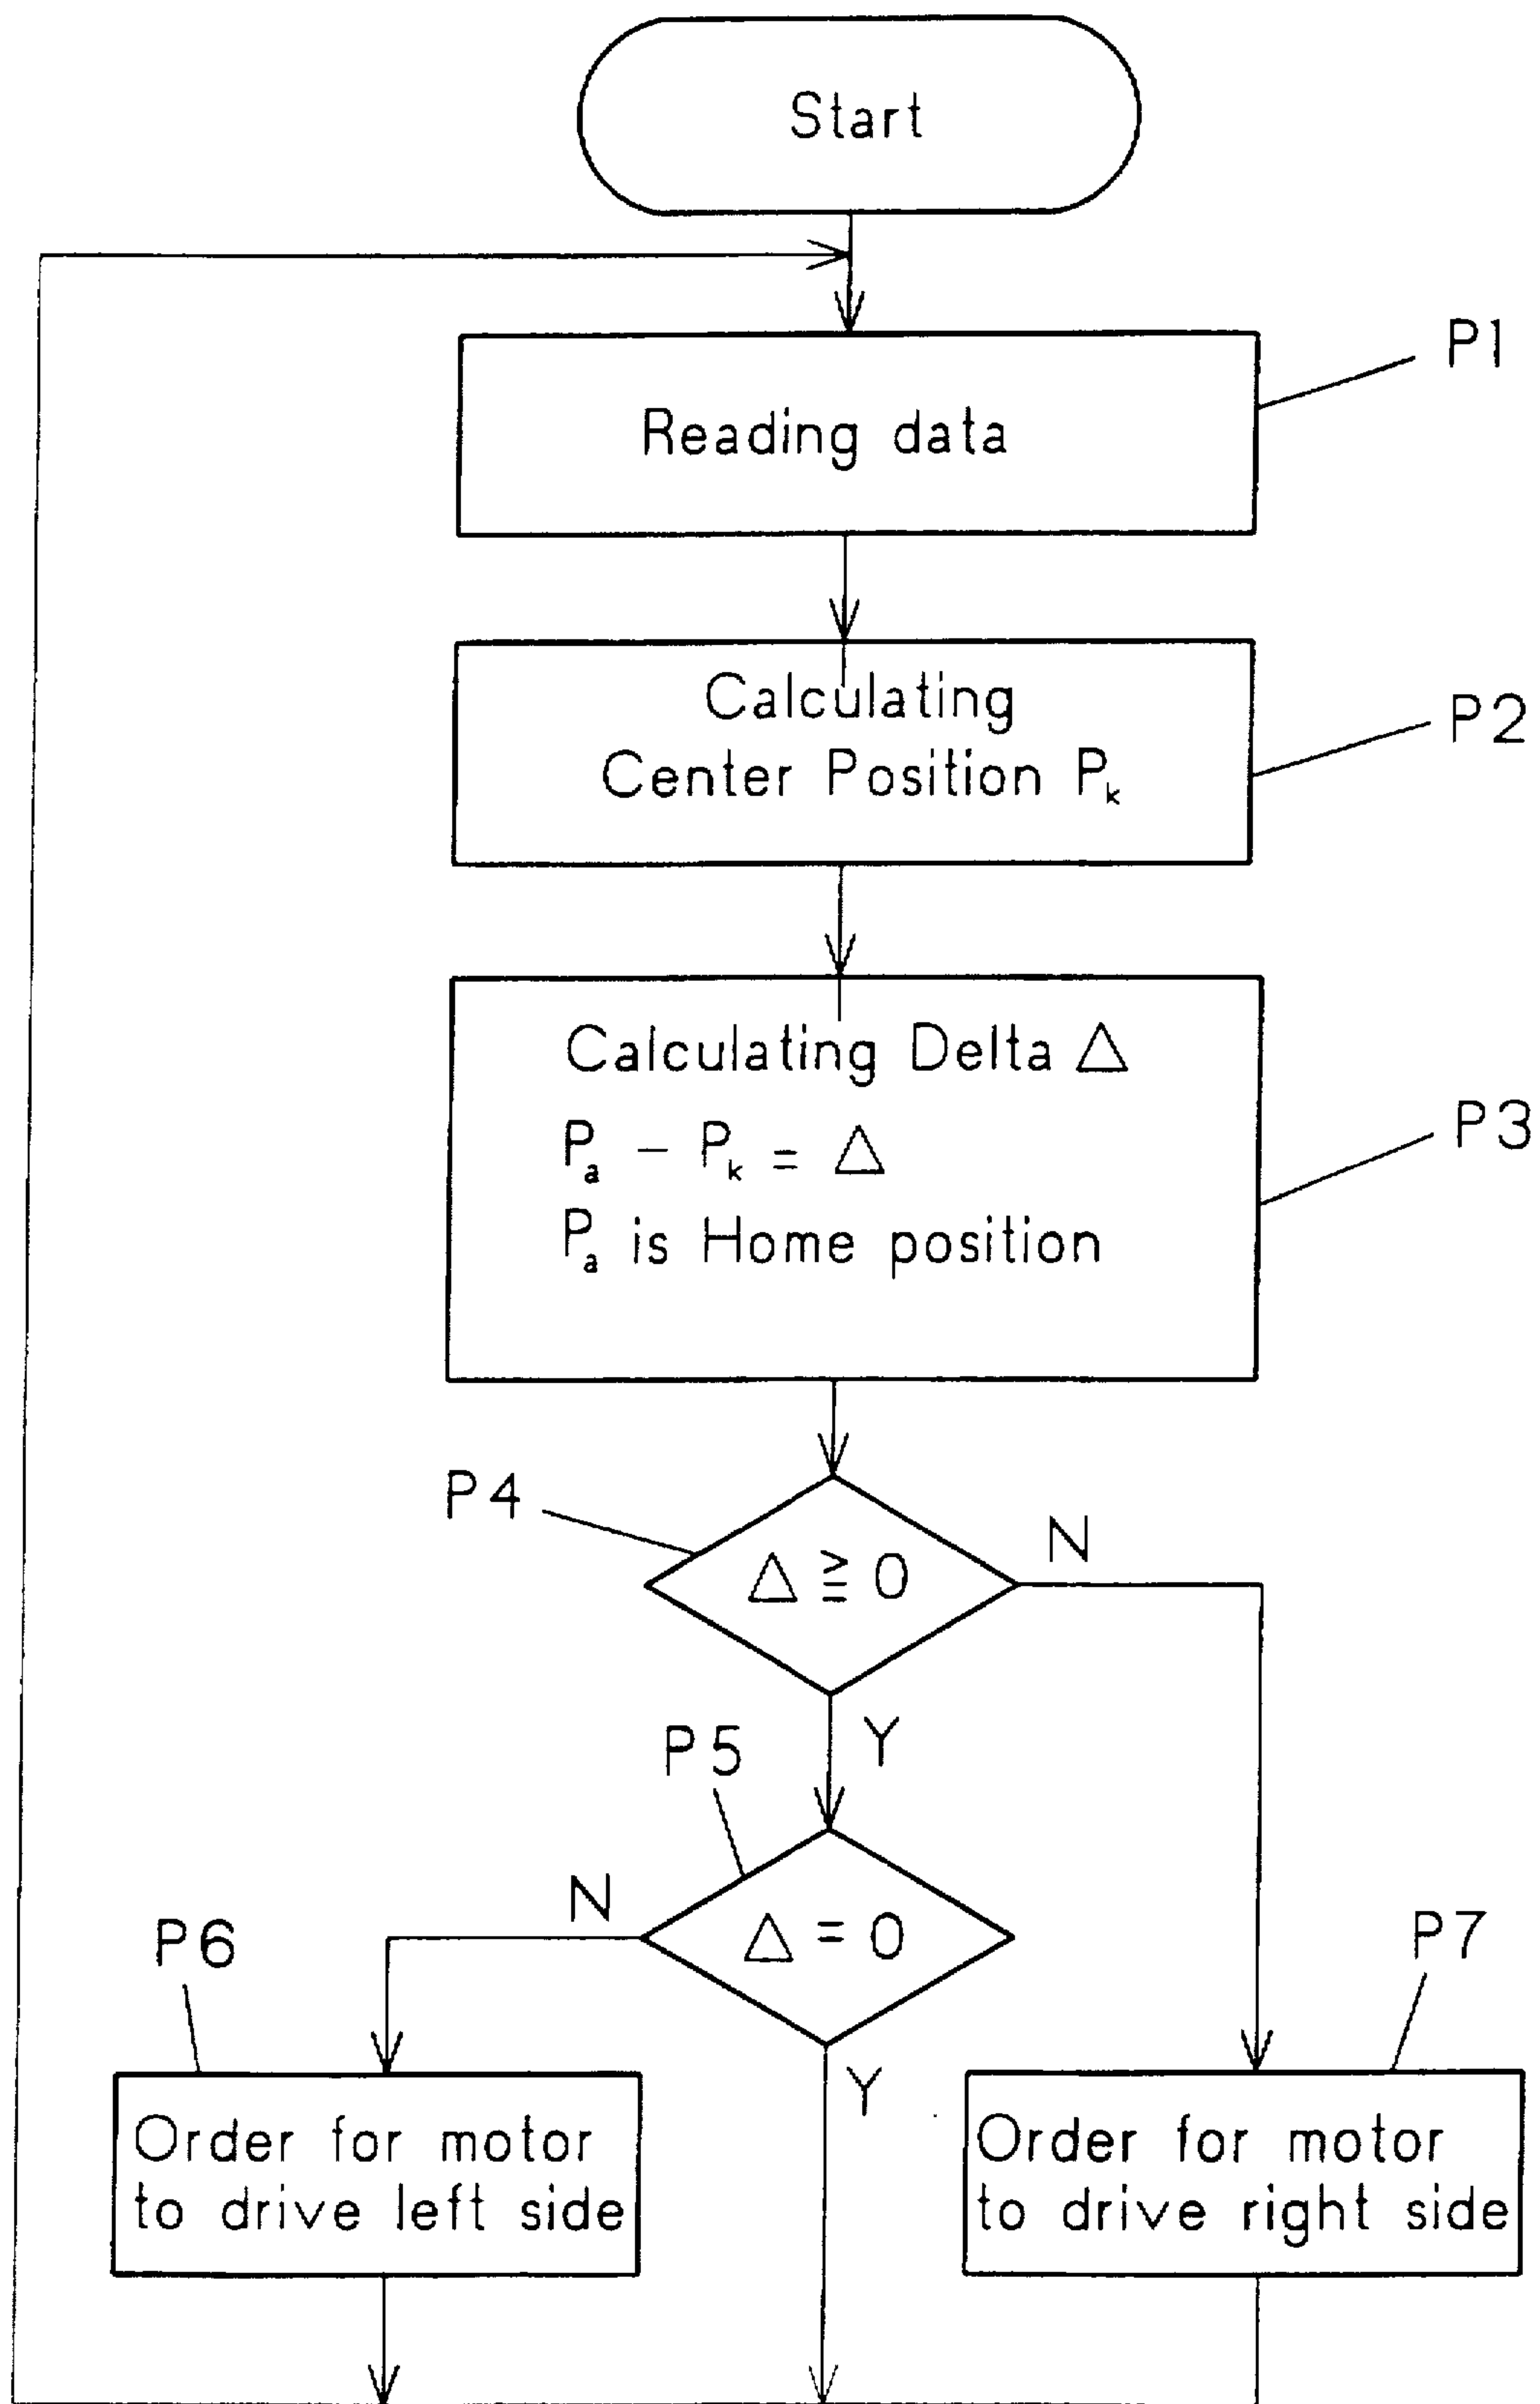 Start
P1
Reading data
Calculating
Center Position Pₖ
P2
Calculating Delta △
Pₐ - Pₖ = △
Pₐ is Home position
P3
P4
△ ≧ 0
N
Y
P5
N
△ = 0
P6
P7
Y
Order for motor
to drive left side
Order for motor
to drive right side